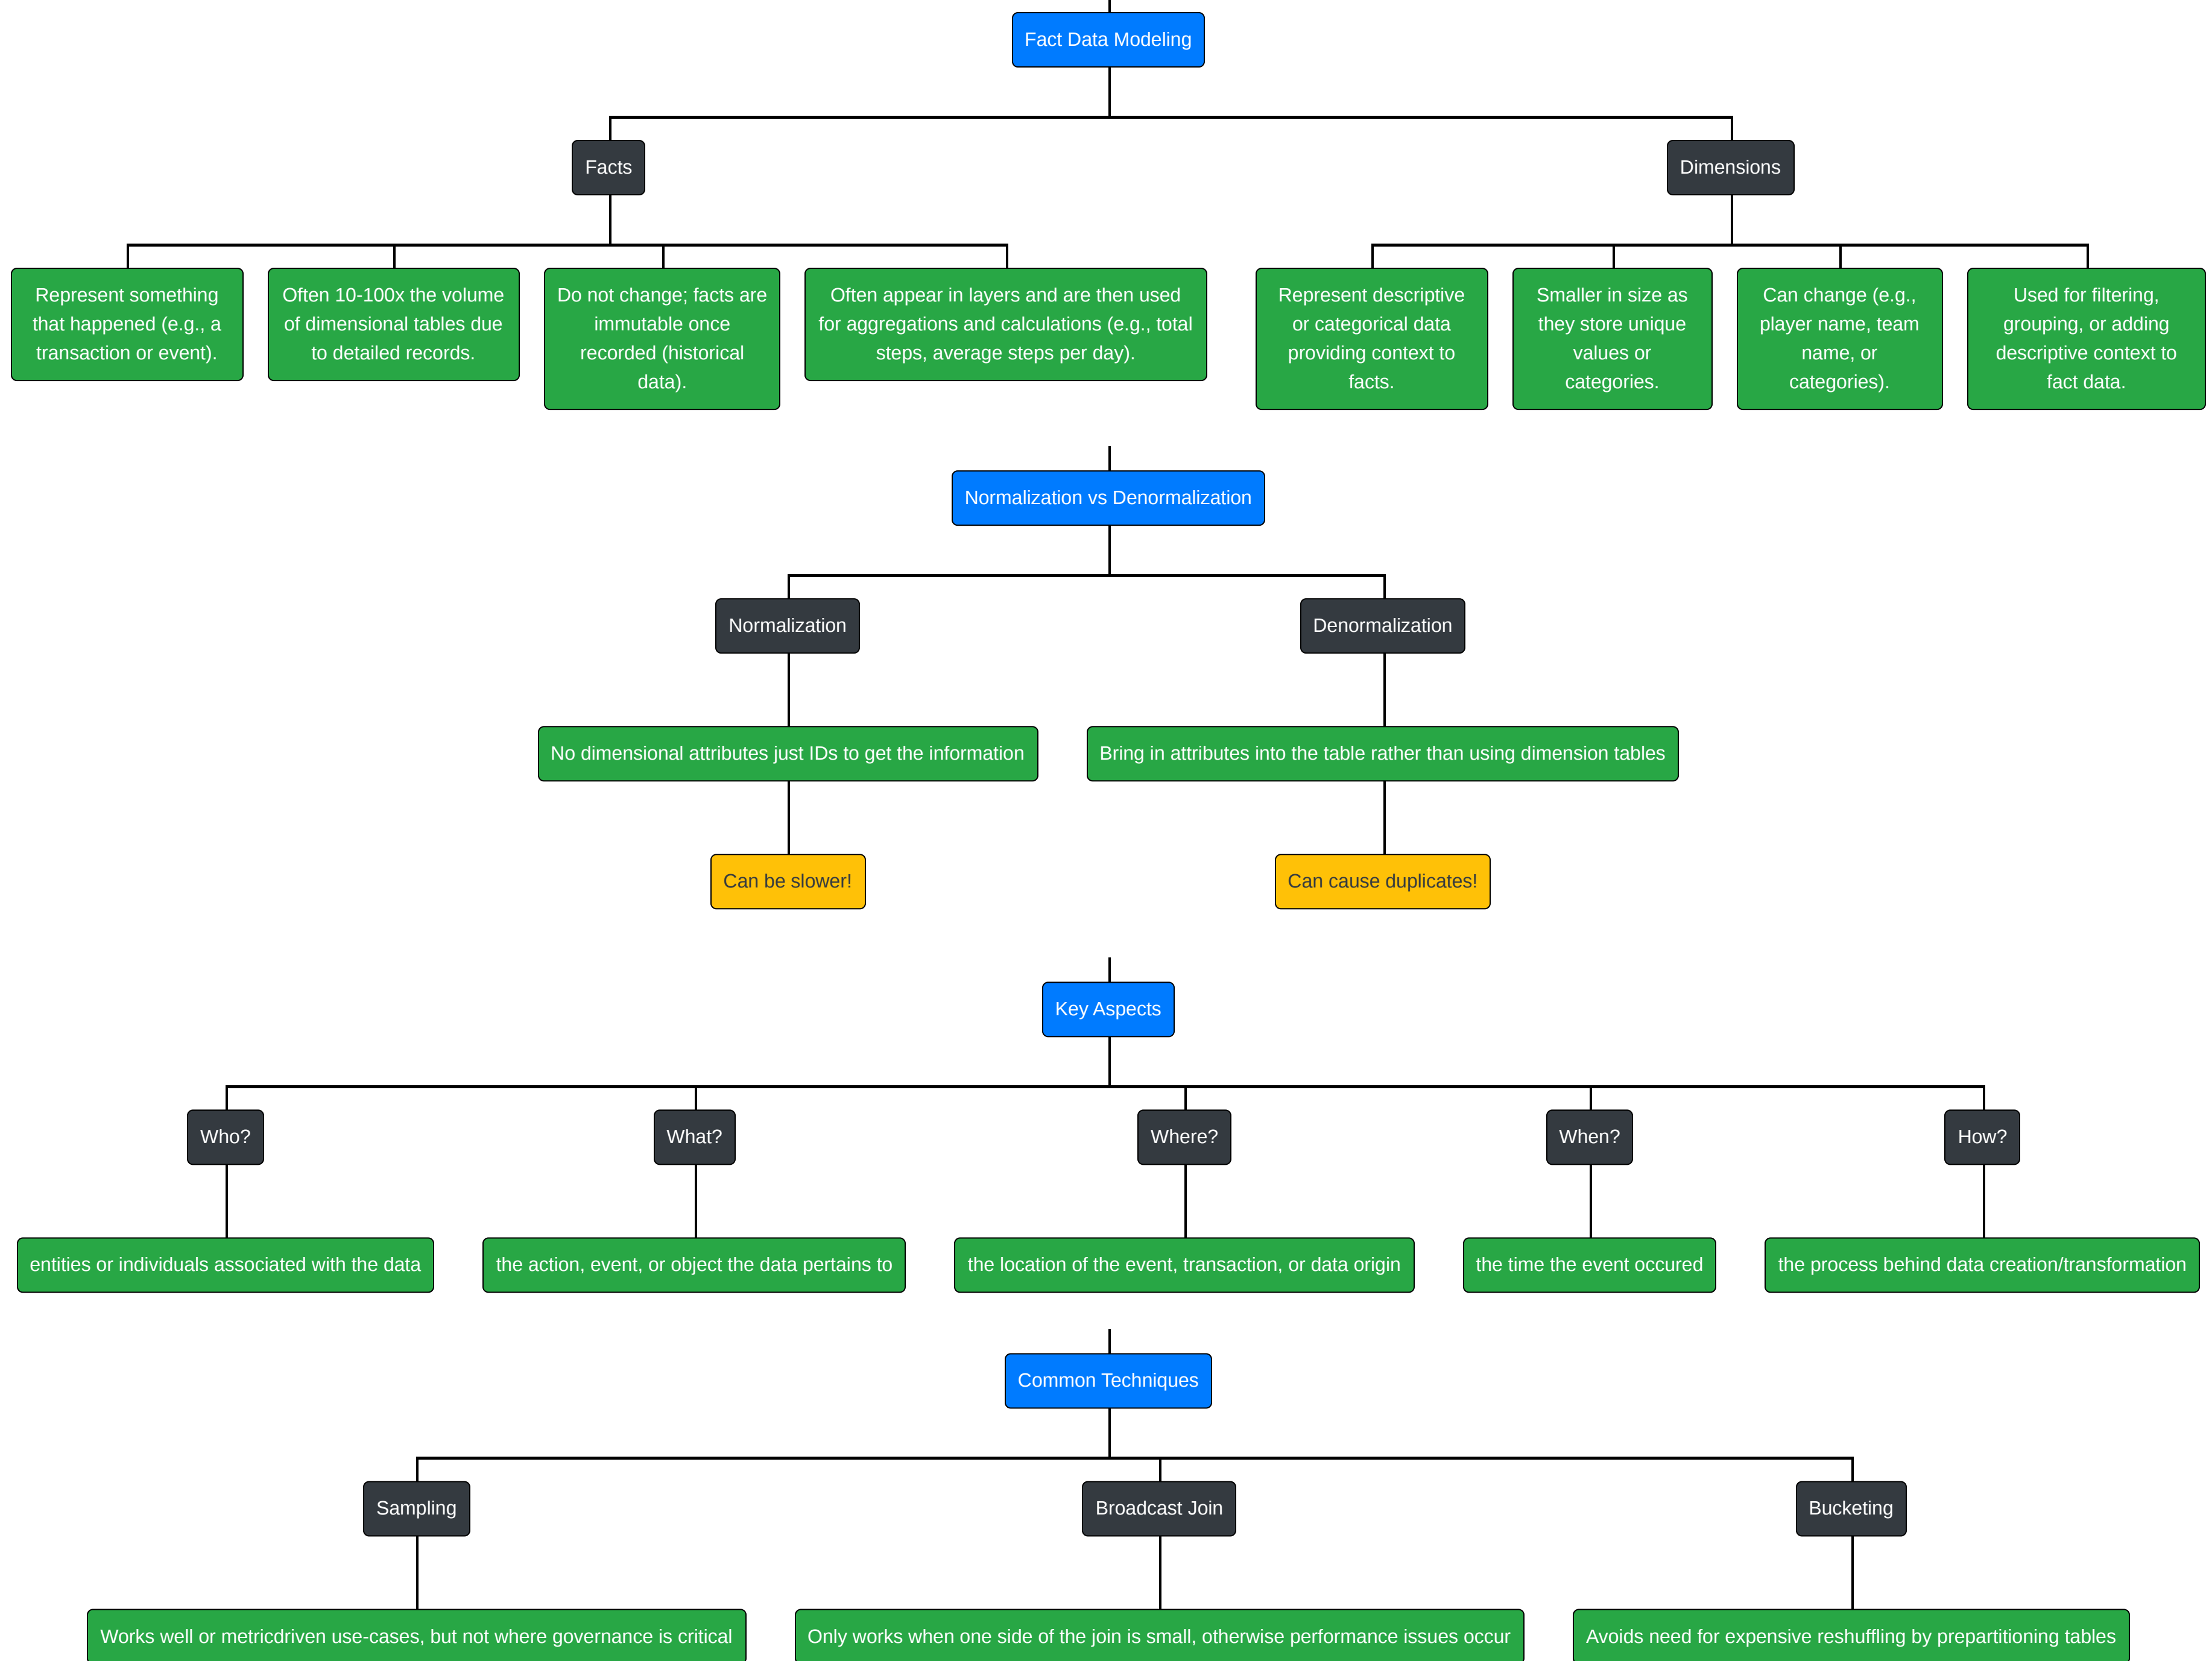 Fact Data Modeling
Facts
Dimensions
Represent something
that happened (e.g., a
transaction or event).
Often 10-100x the volume
of dimensional tables due
to detailed records.
Do not change; facts are
immutable once
recorded (historical
data).
Often appear in layers and are then used
for aggregations and calculations (e.g., total
steps, average steps per day).
Represent descriptive
or categorical data
providing context to
facts.
Smaller in size as
they store unique
values or
categories.
Can change (e.g.,
player name, team
name, or
categories).
Used for filtering,
grouping, or adding
descriptive context to
fact data.
Normalization vs Denormalization
Normalization
Denormalization
No dimensional attributes just IDs to get the information
Bring in attributes into the table rather than using dimension tables
Can be slower!
Can cause duplicates!
Key Aspects
Who?
What?
Where?
When?
How?
entities or individuals associated with the data
the action, event, or object the data pertains to
the location of the event, transaction, or data origin
the time the event occured
the process behind data creation/transformation
Common Techniques
Sampling
Broadcast Join
Bucketing
Works well or metricdriven use-cases, but not where governance is critical
Only works when one side of the join is small, otherwise performance issues occur
Avoids need for expensive reshuffling by prepartitioning tables